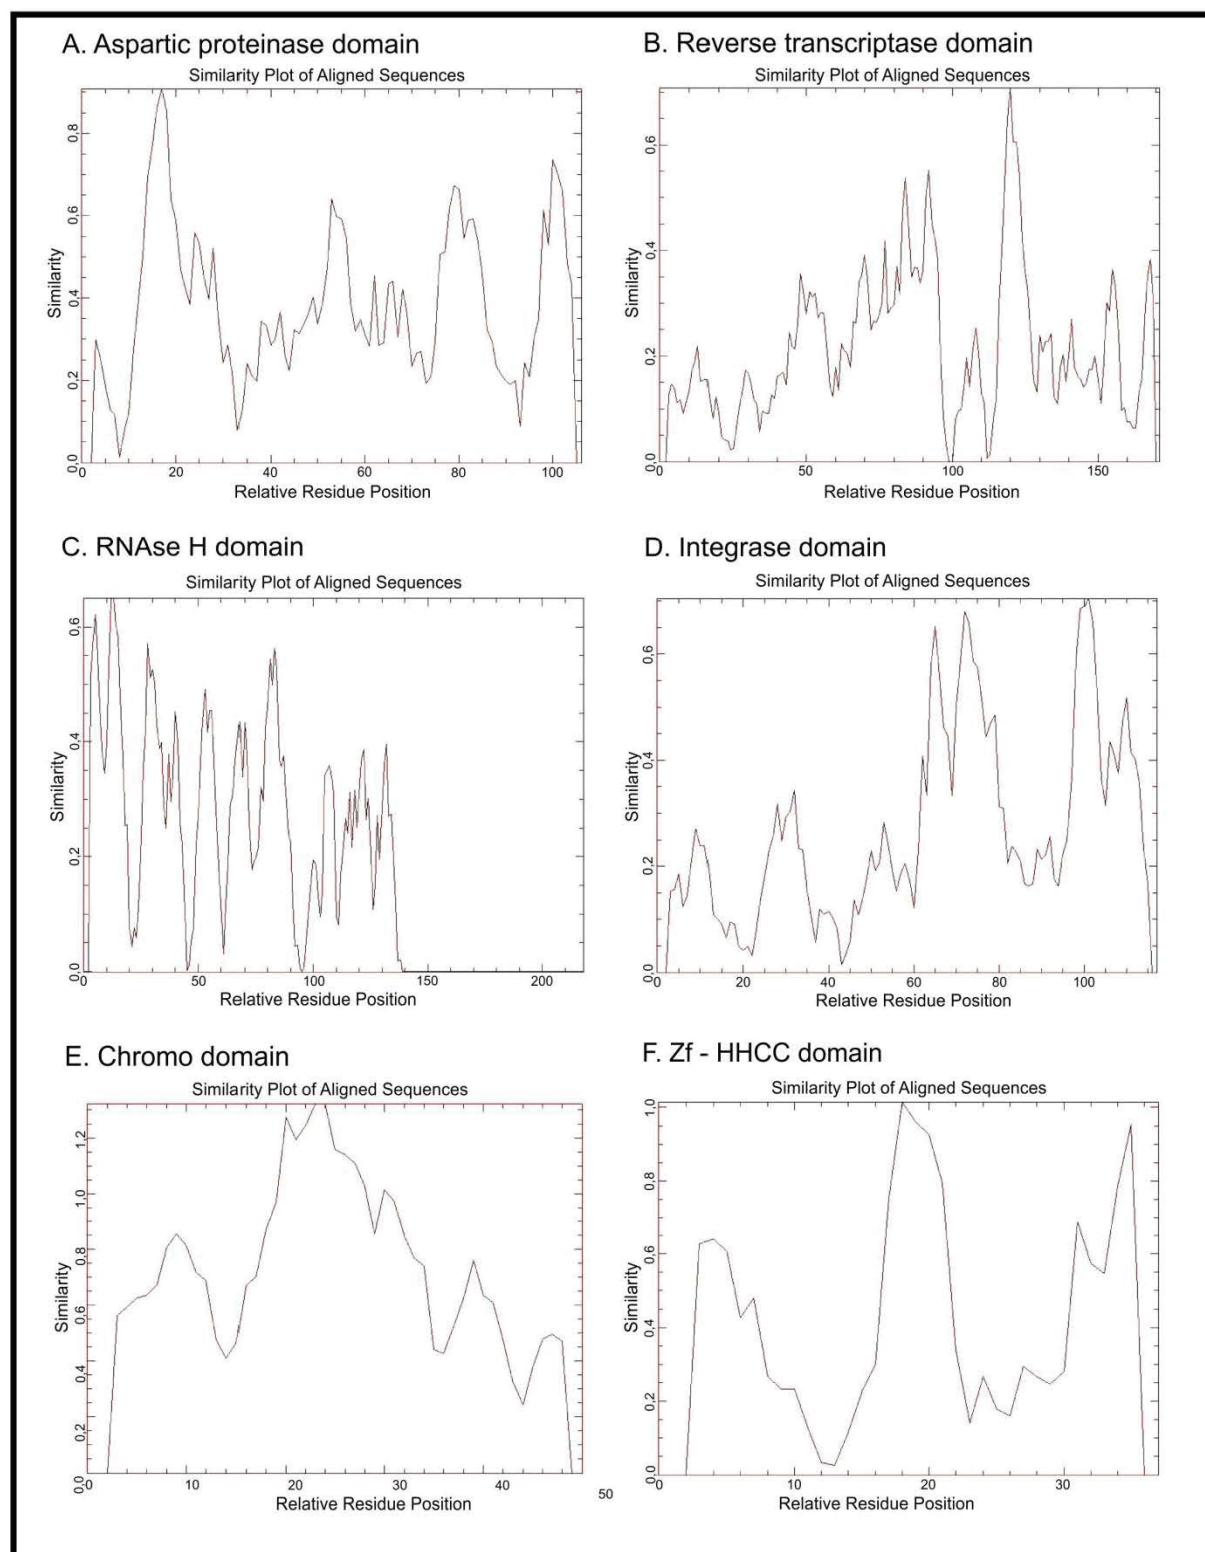 A. Aspartic proteinase domain
Similarity Plot of Aligned Sequences
Similarity
0,0 0,2 0,4 0,6 0,8
0 20 40 60 80 100
Relative Residue Position
B. Reverse transcriptase domain
Similarity Plot of Aligned Sequences
Similarity
0,0 0,2 0,4 0,6
0 50 100 150
Relative Residue Position
C. RNAse H domain
Similarity Plot of Aligned Sequences
Similarity
0,0 0,2 0,4 0,6
0 50 100 150 200
Relative Residue Position
D. Integrase domain
Similarity Plot of Aligned Sequences
Similarity
0,0 0,2 0,4 0,6
0 20 40 60 80 100
Relative Residue Position
E. Chromo domain
Similarity Plot of Aligned Sequences
Similarity
0,0 0,2 0,4 0,6 0,8 1,0 1,2
0 10 20 30 40 50
Relative Residue Position
F. Zf - HHCC domain
Similarity Plot of Aligned Sequences
Similarity
0,0 0,2 0,4 0,6 0,8 1,0
0 10 20 30
Relative Residue Position